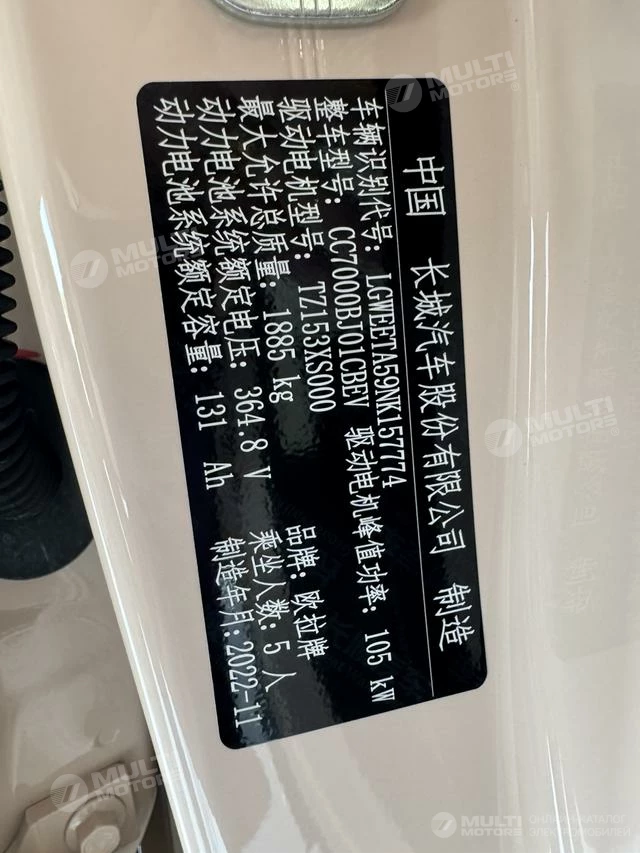 中国 长城汽车股份有限公司 制造
车辆识别代号: LGWEETA59NK157774
整车型号: CC7000BJ01CBEV 驱动电机峰值功率: 105 kW
驱动电机型号: TZ153XS000 品牌: 欧拉牌
最大允许总质量: 1885 kg 乘坐人数: 5 人
动力电池系统额定电压: 364.8 V 制造年月: 2022-11
动力电池系统额定容量: 131 Ah
MULTI MOTORS
MULTI MOTORS
MULTI MOTORS
MULTI MOTORS
MULTI MOTORS ОНЛАЙН-КАТАЛОГ ЭЛЕКТРОМОБИЛЕЙ